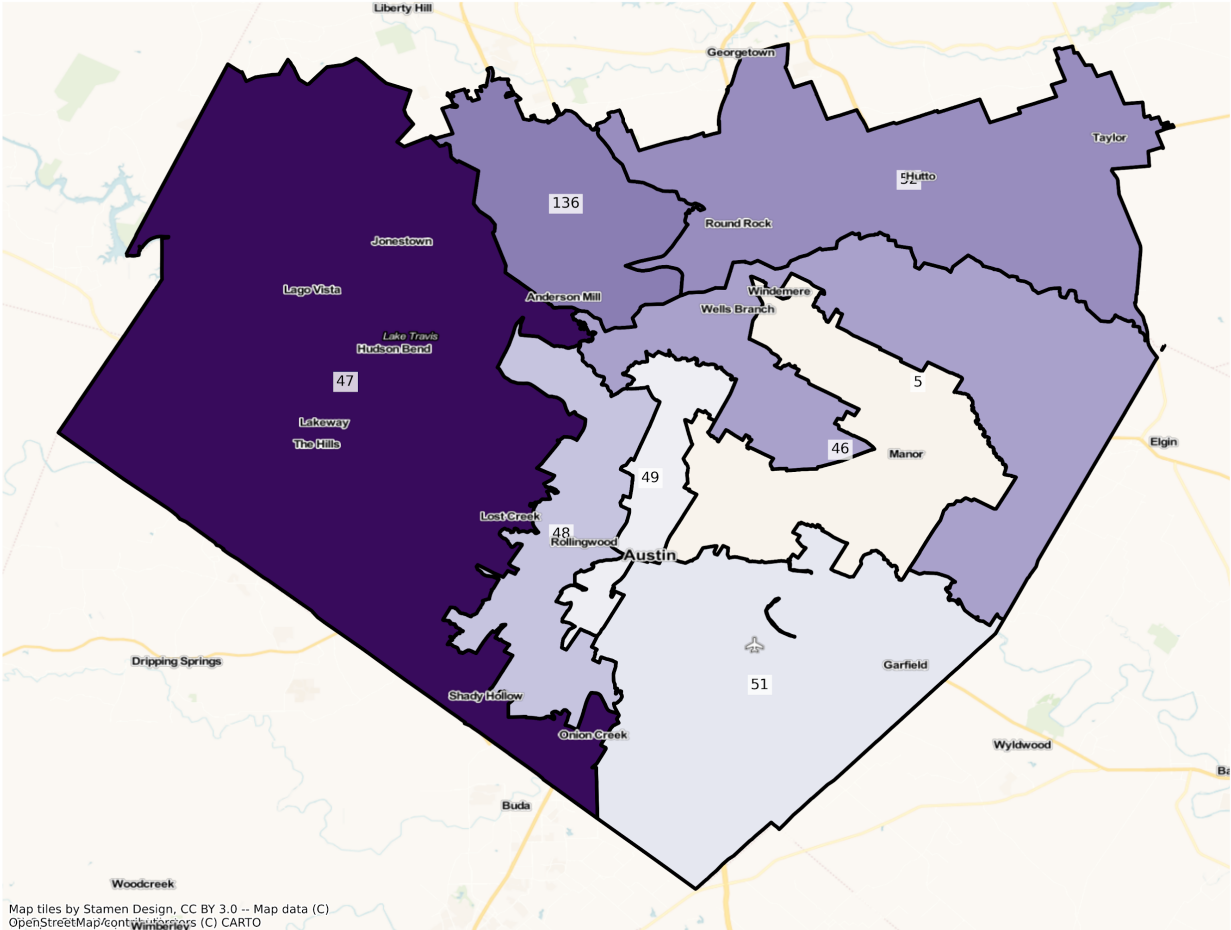 Liberty Hill
Georgetown
Taylor
136
Hutto
Round Rock
Jonestown
Lago Vista
Anderson Mill
Windemere
Wells Branch
Lake Travis
Hudson Bend
47
5
Lakeway
The Hills
46
Manor
Elgin
49
Lost Creek
48
Rollingwood
Austin
Dripping Springs
Garfield
51
Shady Hollow
Onion Creek
Wyldwood
Ba
Buda
Woodcreek
Map tiles by Stamen Design, CC BY 3.0 -- Map data (C)
OpenStreetMap contributors (C) CARTO
Wimberley